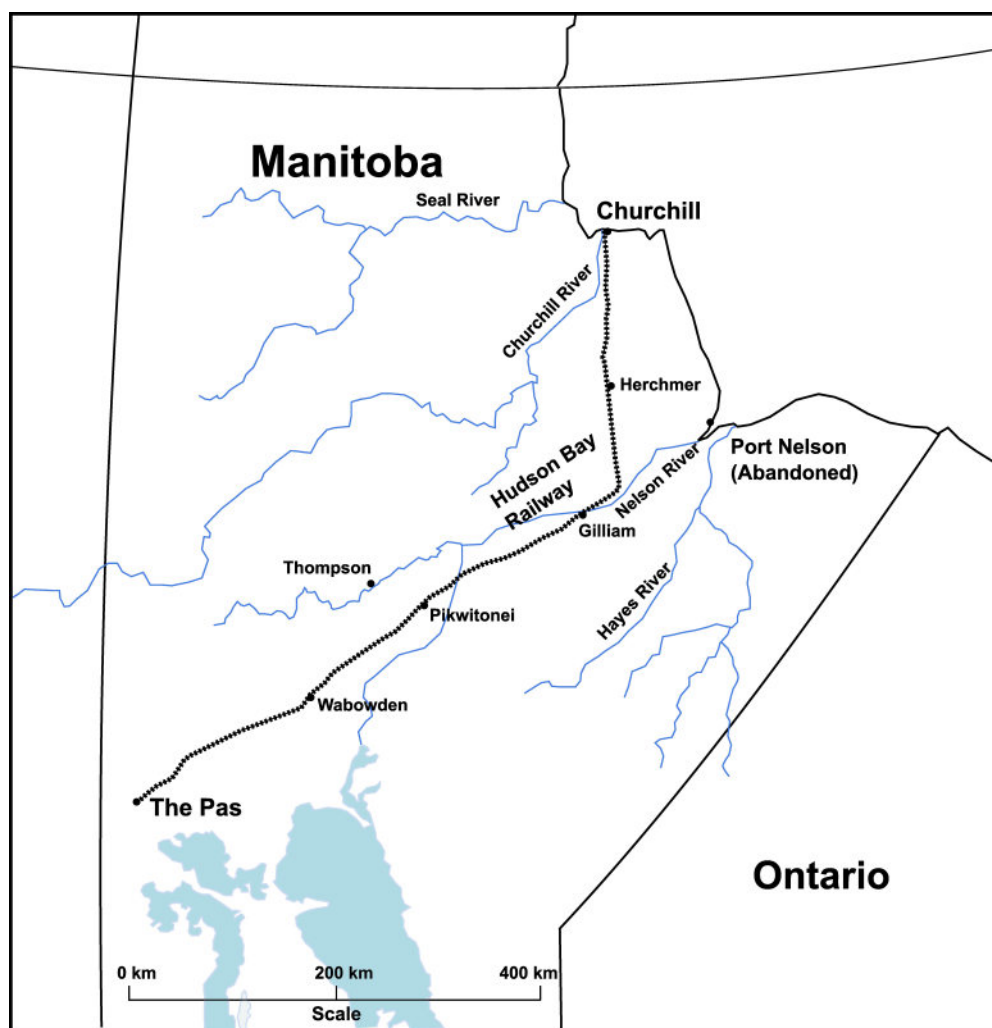 Manitoba
Seal River
Churchill
Churchill River
Herchmer
Hudson Bay
Railway
Nelson River
Port Nelson
(Abandoned)
Gilliam
Thompson
Hayes River
Pikwitonei
Wabowden
The Pas
Ontario
0 km
200 km
400 km
Scale